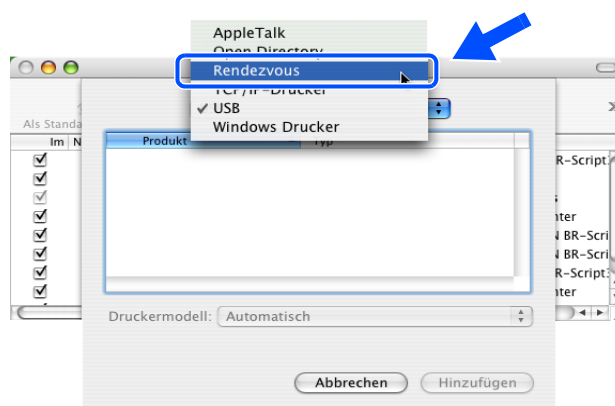 AppleTalk
Open Directory
Rendezvous
TCP/IP-Drucker
✓ USB
Windows Drucker
Als Standa
Im N
Produkt
Typ
R-Script
nter
N BR-Scri
N BR-Scri
R-Script
nter
Druckermodell: Automatisch
Abbrechen Hinzufügen